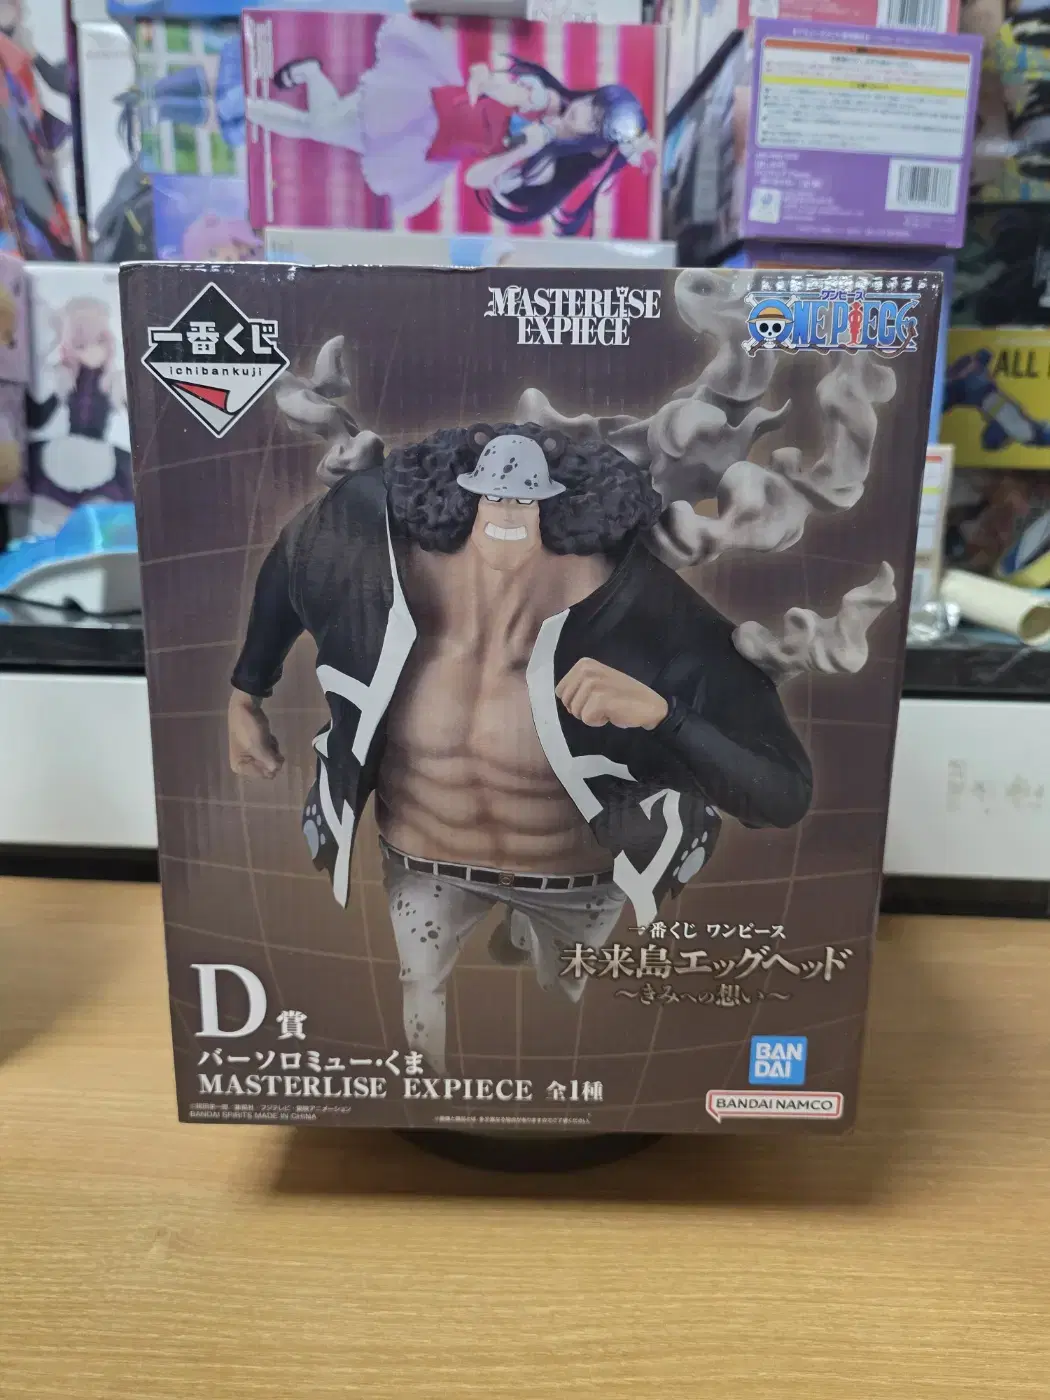 一番くじ
ichibankuji
MASTERLISE
EXPIECE
ワンピース
ONE PIECE
ALL
一番くじ ワンピース
未来島エッグヘッド
～きみへの想い～
D賞
バーソロミュー・くま
MASTERLISE EXPIECE 全1種
BANDAI SPIRITS MADE IN CHINA
BAN
DAI
BANDAI NAMCO